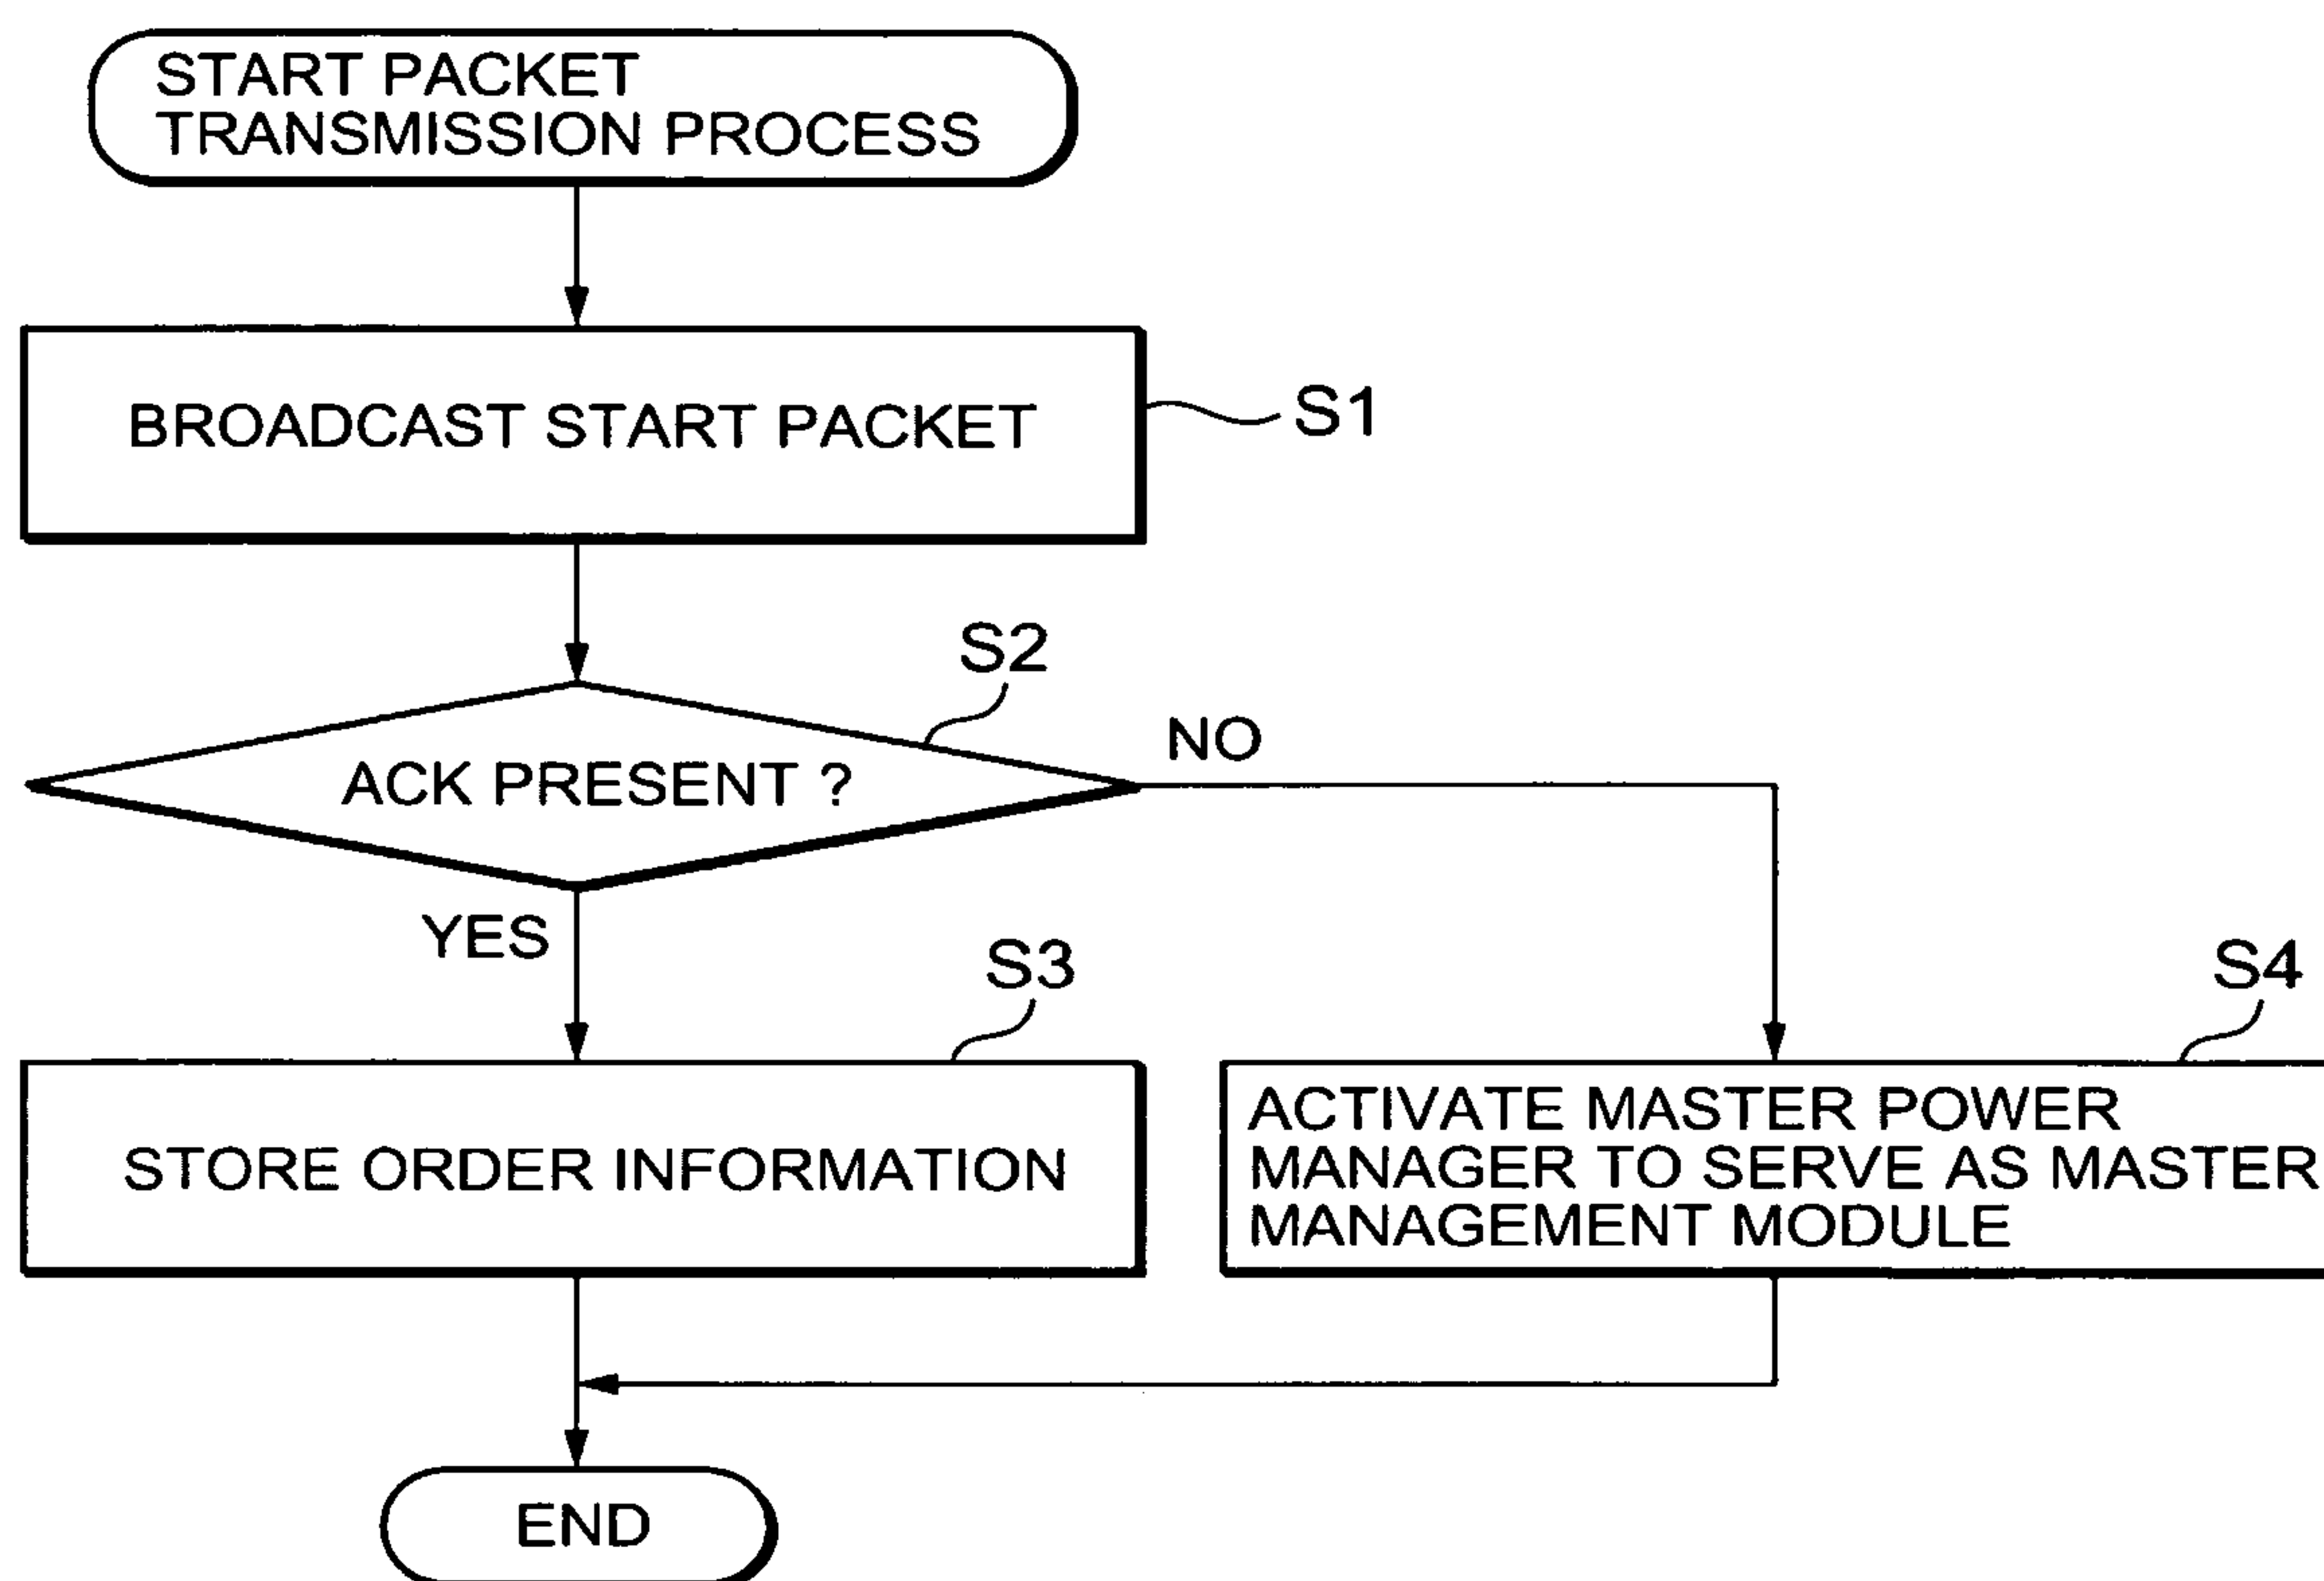 START PACKET
TRANSMISSION PROCESS
BROADCAST START PACKET
S1
S2
ACK PRESENT ?
NO
YES
S3
STORE ORDER INFORMATION
S4
ACTIVATE MASTER POWER
MANAGER TO SERVE AS MASTER
MANAGEMENT MODULE
END